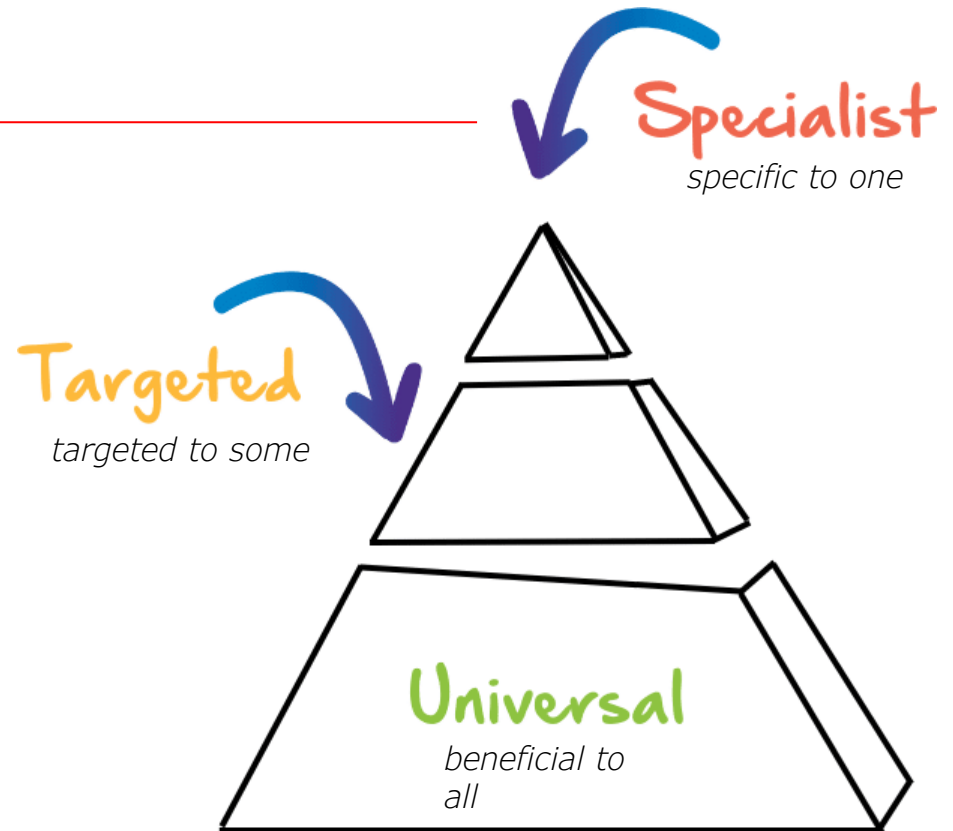 Specialist
specific to one
Targeted
targeted to some
Universal
beneficial to
all